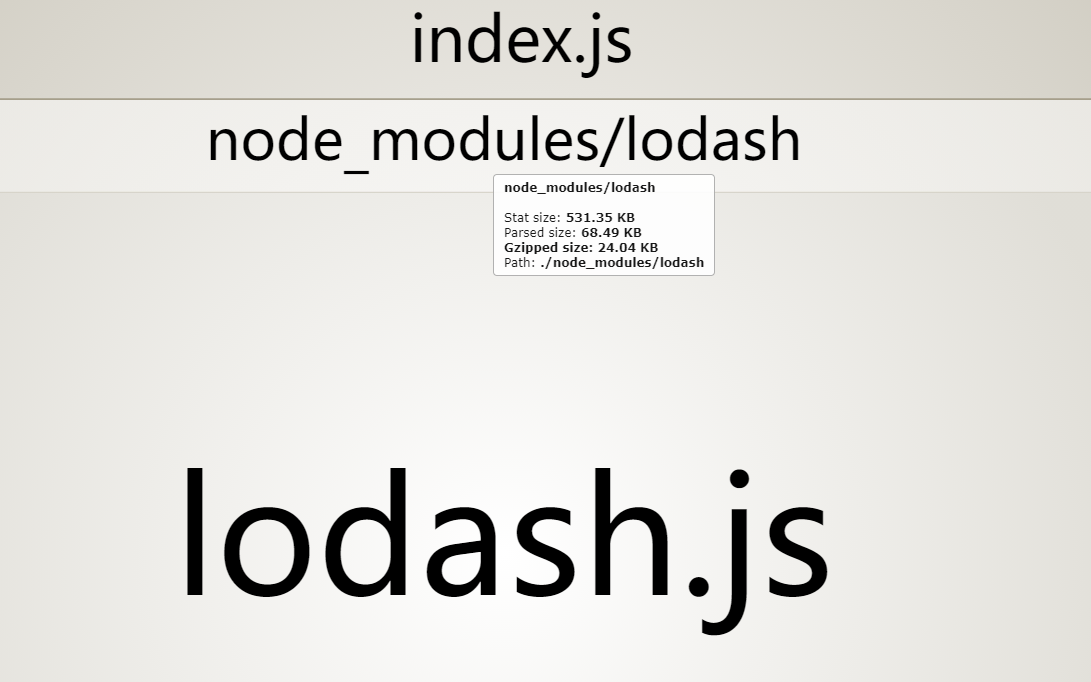 index.js
node_modules/lodash
node_modules/lodash
Stat size: 531.35 KB
Parsed size: 68.49 KB
Gzipped size: 24.04 KB
Path: ./node_modules/lodash
lodash.js